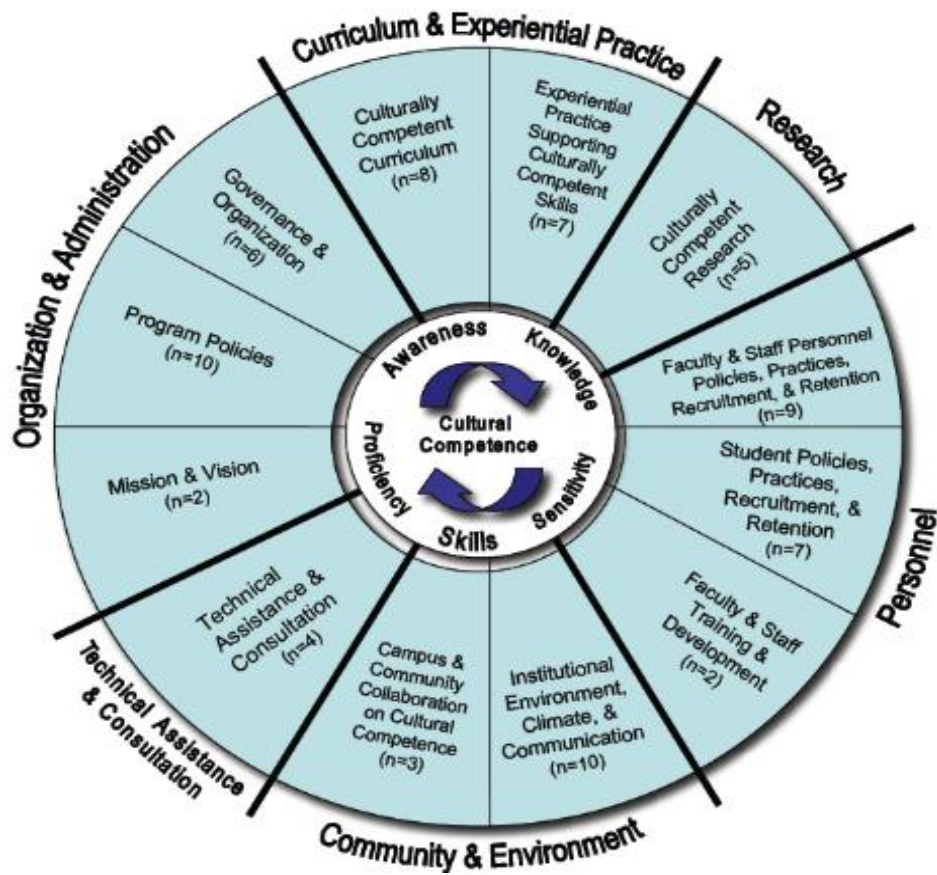 Curriculum & Experiential Practice
Culturally
Competent
Curriculum
(n=8)
Experiential
Practice
Supporting
Culturally
Competent
Skills
(n=7)
Research
Culturally
Competent
Research
(n=5)
Personnel
Faculty & Staff Personnel
Policies, Practices,
Recruitment, & Retention
(n=9)
Student Policies,
Practices,
Recruitment, &
Retention
(n=7)
Faculty & Staff
Training &
Development
(n=2)
Community & Environment
Institutional
Environment,
Climate, &
Communication
(n=10)
Campus &
Community
Collaboration
on Cultural
Competence
(n=3)
Technical Assistance
& Consultation
Technical
Assistance &
Consultation
(n=4)
Organization & Administration
Mission & Vision
(n=2)
Program Policies
(n=10)
Governance &
Organization
(n=6)
Awareness
Knowledge
Sensitivity
Skills
Proficiency
Cultural
Competence